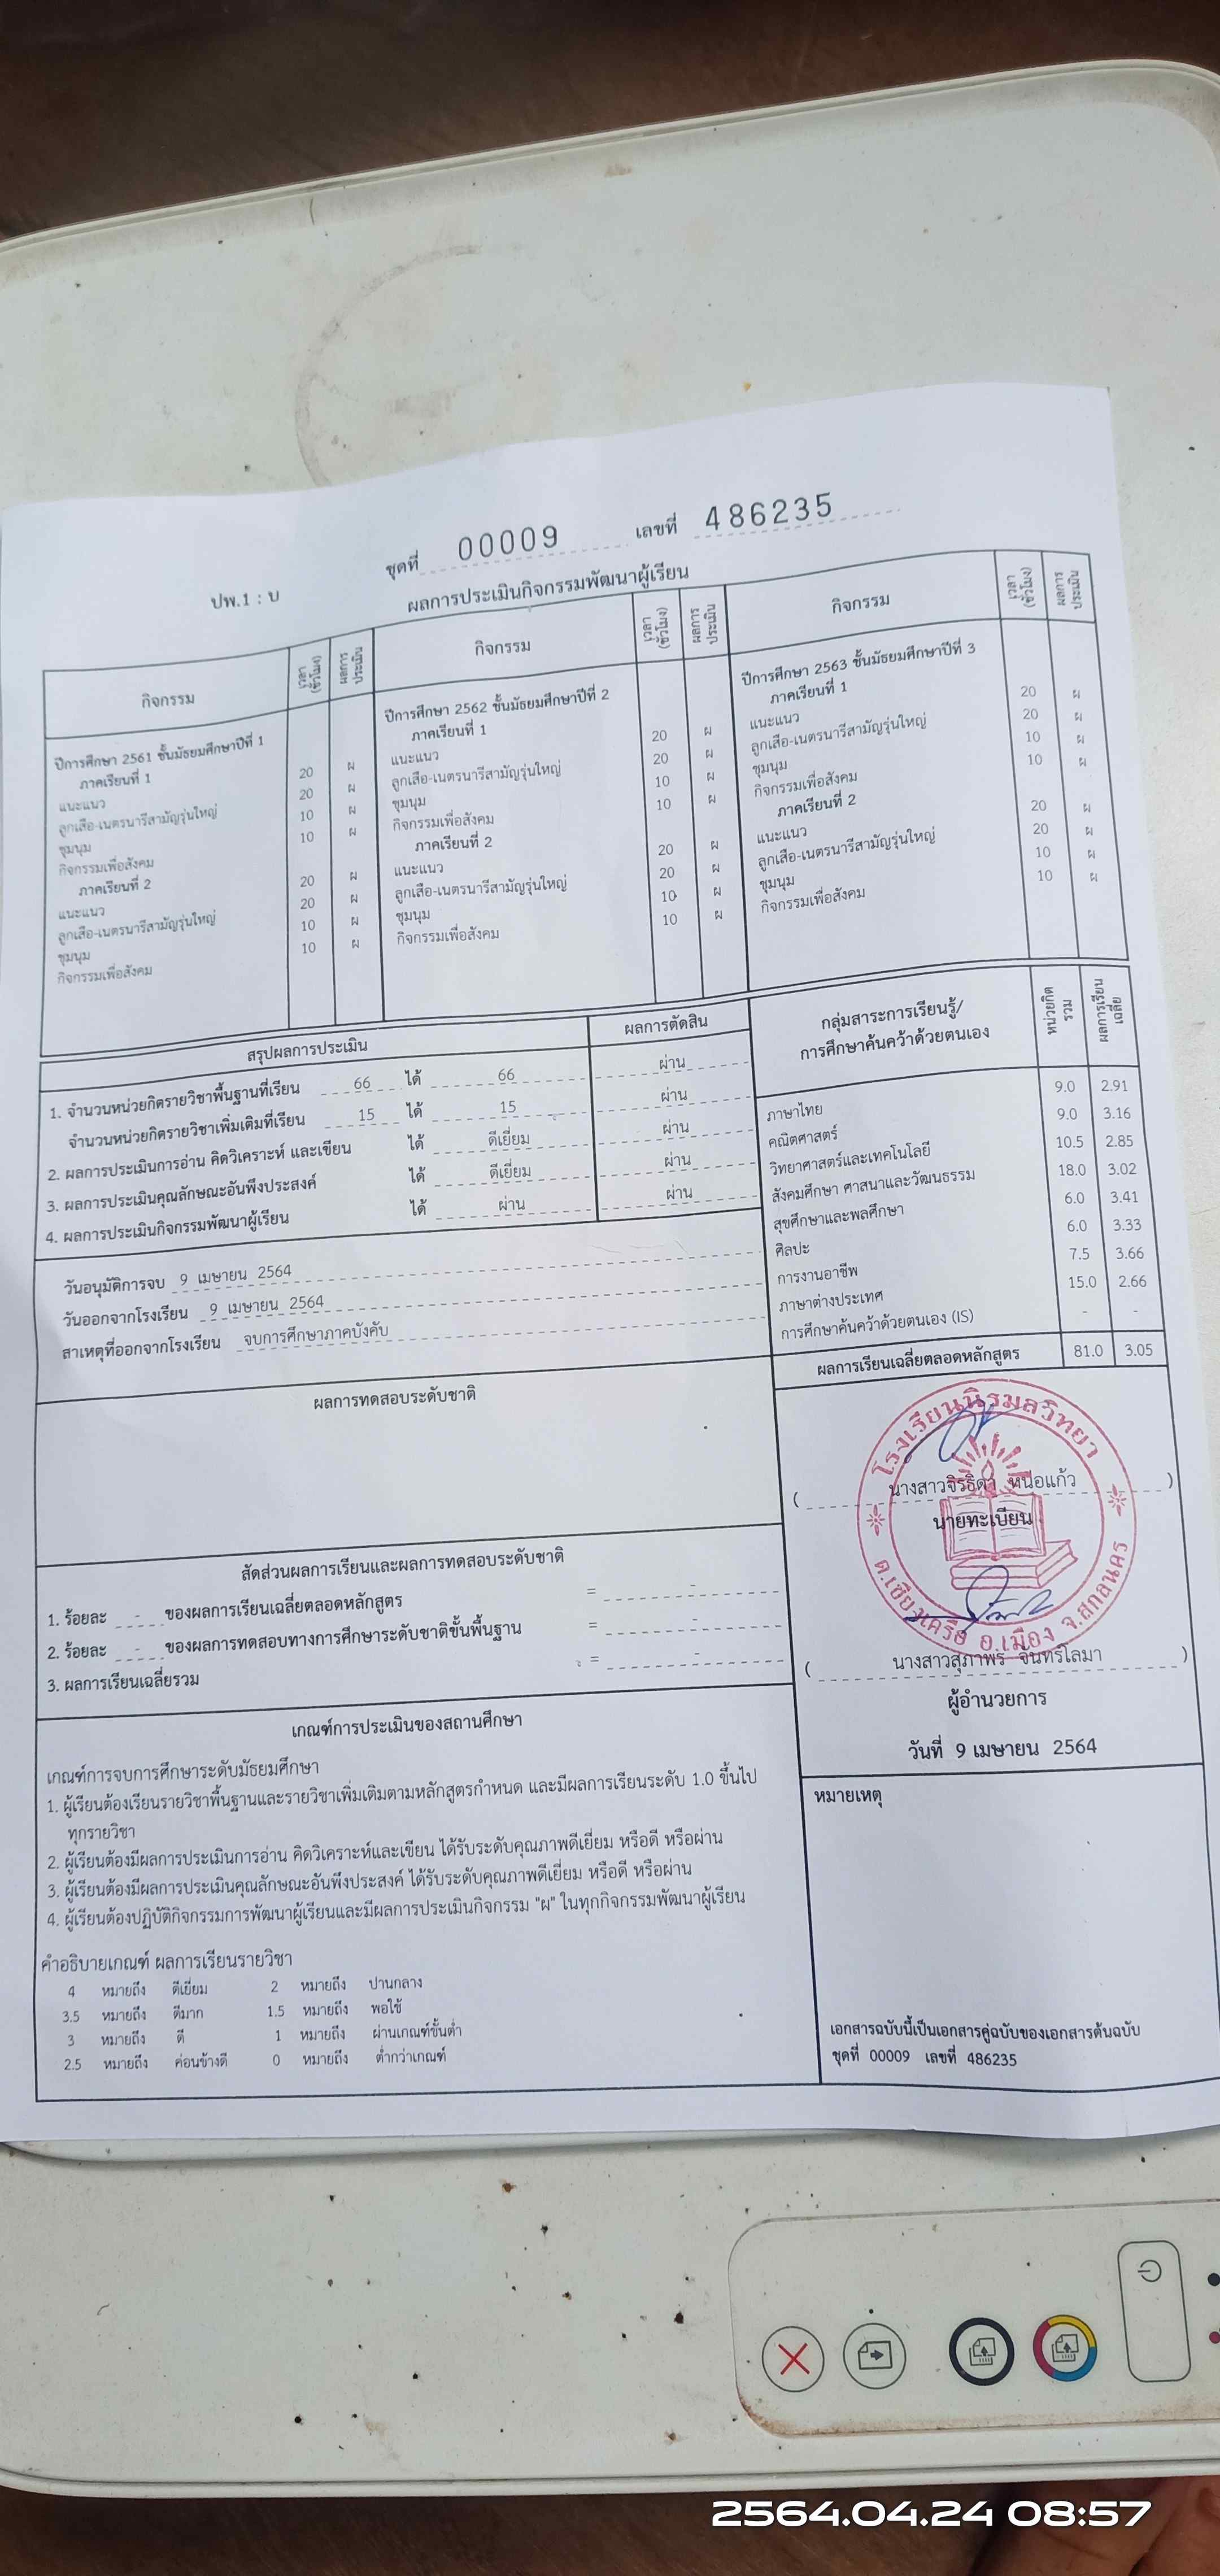 ชุดที่ 00009 เลขที่ 486235
ปพ.1 : บ
ผลการประเมินกิจกรรมพัฒนาผู้เรียน
กิจกรรม เวลา (ชั่วโมง) ผลการประเมิน กิจกรรม เวลา (ชั่วโมง) ผลการประเมิน กิจกรรม เวลา (ชั่วโมง) ผลการประเมิน
ปีการศึกษา 2561 ชั้นมัธยมศึกษาปีที่ 1
ภาคเรียนที่ 1
แนะแนว 20 ผ
ลูกเสือ-เนตรนารีสามัญรุ่นใหญ่ 20 ผ
ชุมนุม 10 ผ
กิจกรรมเพื่อสังคม 10 ผ
ภาคเรียนที่ 2
แนะแนว 20 ผ
ลูกเสือ-เนตรนารีสามัญรุ่นใหญ่ 20 ผ
ชุมนุม 10 ผ
กิจกรรมเพื่อสังคม 10 ผ
ปีการศึกษา 2562 ชั้นมัธยมศึกษาปีที่ 2
ภาคเรียนที่ 1
แนะแนว 20 ผ
ลูกเสือ-เนตรนารีสามัญรุ่นใหญ่ 20 ผ
ชุมนุม 10 ผ
กิจกรรมเพื่อสังคม 10 ผ
ภาคเรียนที่ 2
แนะแนว 20 ผ
ลูกเสือ-เนตรนารีสามัญรุ่นใหญ่ 20 ผ
ชุมนุม 10 ผ
กิจกรรมเพื่อสังคม 10 ผ
ปีการศึกษา 2563 ชั้นมัธยมศึกษาปีที่ 3
ภาคเรียนที่ 1
แนะแนว 20 ผ
ลูกเสือ-เนตรนารีสามัญรุ่นใหญ่ 20 ผ
ชุมนุม 10 ผ
กิจกรรมเพื่อสังคม 10 ผ
ภาคเรียนที่ 2
แนะแนว 20 ผ
ลูกเสือ-เนตรนารีสามัญรุ่นใหญ่ 20 ผ
ชุมนุม 10 ผ
กิจกรรมเพื่อสังคม 10 ผ
สรุปผลการประเมิน ผลการตัดสิน
1. จำนวนหน่วยกิตรายวิชาพื้นฐานที่เรียน 66 ได้ 66 ผ่าน
จำนวนหน่วยกิตรายวิชาเพิ่มเติมที่เรียน 15 ได้ 15 ผ่าน
2. ผลการประเมินการอ่าน คิดวิเคราะห์ และเขียน ได้ ดีเยี่ยม ผ่าน
3. ผลการประเมินคุณลักษณะอันพึงประสงค์ ได้ ดีเยี่ยม ผ่าน
4. ผลการประเมินกิจกรรมพัฒนาผู้เรียน ได้ ผ่าน ผ่าน
วันอนุมัติการจบ 9 เมษายน 2564
วันออกจากโรงเรียน 9 เมษายน 2564
สาเหตุที่ออกจากโรงเรียน จบการศึกษาภาคบังคับ
กลุ่มสาระการเรียนรู้/
การศึกษาค้นคว้าด้วยตนเอง หน่วยกิตรวม ผลการเรียนเฉลี่ย
ภาษาไทย 9.0 2.91
คณิตศาสตร์ 9.0 3.16
วิทยาศาสตร์และเทคโนโลยี 10.5 2.85
สังคมศึกษา ศาสนาและวัฒนธรรม 18.0 3.02
สุขศึกษาและพลศึกษา 6.0 3.41
ศิลปะ 6.0 3.33
การงานอาชีพ 7.5 3.66
ภาษาต่างประเทศ 15.0 2.66
การศึกษาค้นคว้าด้วยตนเอง (IS) - -
ผลการเรียนเฉลี่ยตลอดหลักสูตร 81.0 3.05
ผลการทดสอบระดับชาติ
สัดส่วนผลการเรียนและผลการทดสอบระดับชาติ
1. ร้อยละ - ของผลการเรียนเฉลี่ยตลอดหลักสูตร = -
2. ร้อยละ - ของผลการทดสอบทางการศึกษาระดับชาติขั้นพื้นฐาน = -
3. ผลการเรียนเฉลี่ยรวม = -
โรงเรียนนิรมลวิทยา
(นางสาวจิรธิดา หนือแก้ว)
นายทะเบียน
ต.เชียงเครือ อ.เมือง จ.สกลนคร
(นางสาวสุภาพร จันทร์โลมา)
ผู้อำนวยการ
วันที่ 9 เมษายน 2564
เกณฑ์การประเมินของสถานศึกษา
เกณฑ์การจบการศึกษาระดับมัธยมศึกษา
1. ผู้เรียนต้องเรียนรายวิชาพื้นฐานและรายวิชาเพิ่มเติมตามหลักสูตรกำหนด และมีผลการเรียนระดับ 1.0 ขึ้นไป
ทุกรายวิชา
2. ผู้เรียนต้องมีผลการประเมินการอ่าน คิดวิเคราะห์และเขียน ได้รับระดับคุณภาพดีเยี่ยม หรือดี หรือผ่าน
3. ผู้เรียนต้องมีผลการประเมินคุณลักษณะอันพึงประสงค์ ได้รับระดับคุณภาพดีเยี่ยม หรือดี หรือผ่าน
4. ผู้เรียนต้องปฏิบัติกิจกรรมการพัฒนาผู้เรียนและมีผลการประเมินกิจกรรม "ผ" ในทุกกิจกรรมพัฒนาผู้เรียน
คำอธิบายเกณฑ์ ผลการเรียนรายวิชา
4 หมายถึง ดีเยี่ยม 2 หมายถึง ปานกลาง
3.5 หมายถึง ดีมาก 1.5 หมายถึง พอใช้
3 หมายถึง ดี 1 หมายถึง ผ่านเกณฑ์ขั้นต่ำ
2.5 หมายถึง ค่อนข้างดี 0 หมายถึง ต่ำกว่าเกณฑ์
หมายเหตุ
เอกสารฉบับนี้เป็นเอกสารคู่ฉบับของเอกสารต้นฉบับ
ชุดที่ 00009 เลขที่ 486235
2564.04.24 08:57